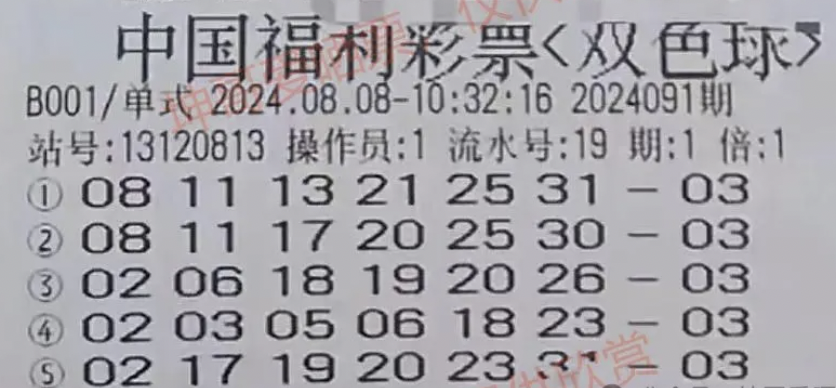 中国福利彩票<双色球>
B001/单式 2024.08.08-10:32:16 2024091期
站号:13120813 操作员:1 流水号:19 期:1 倍:1
① 08 11 13 21 25 31 - 03
② 08 11 17 20 25 30 - 03
③ 02 06 18 19 20 26 - 03
④ 02 03 05 06 18 23 - 03
⑤ 02 17 19 20 23 31 - 03
欣赏